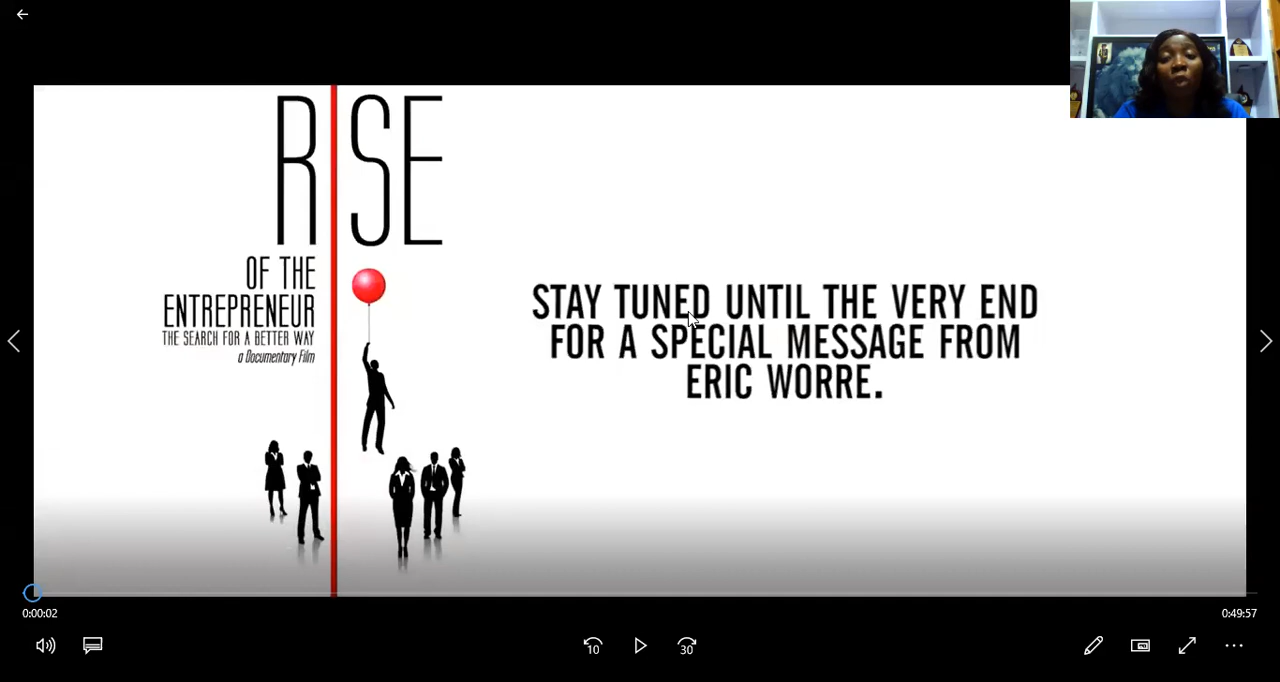 RISE
OF THE
ENTREPRENEUR
THE SEARCH FOR A BETTER WAY
a Documentary Film
STAY TUNED UNTIL THE VERY END
FOR A SPECIAL MESSAGE FROM
ERIC WORRE.
0:00:02
0:49:57
10
30